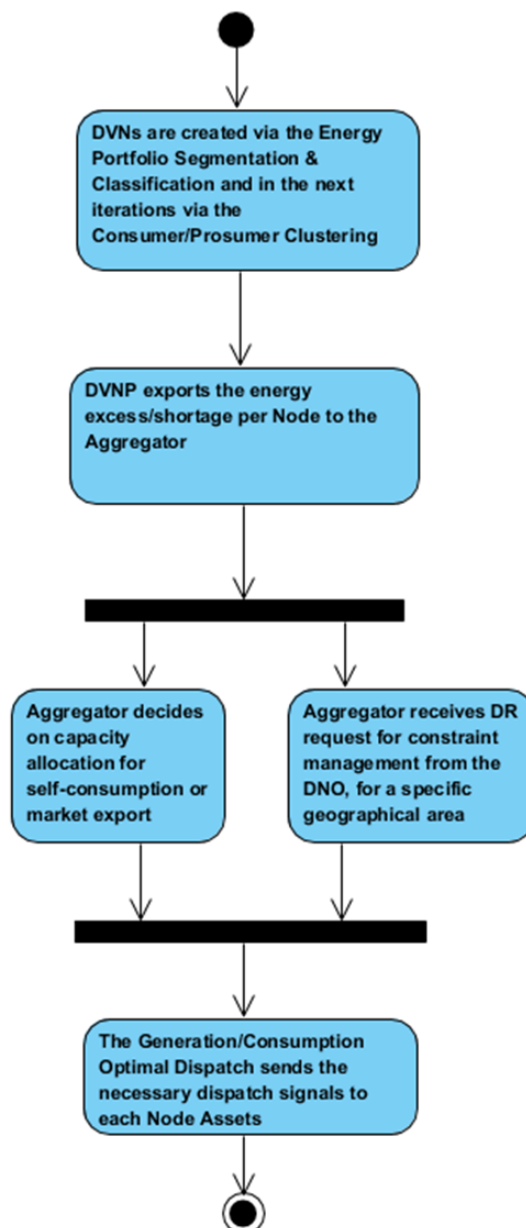 DVNs are created via the Energy
Portfolio Segmentation &
Classification and in the next
iterations via the
Consumer/Prosumer Clustering
DVNP exports the energy
excess/shortage per Node to the
Aggregator
Aggregator decides
on capacity
allocation for
self-consumption or
market export
Aggregator receives DR
request for constraint
management from the
DNO, for a specific
geographical area
The Generation/Consumption
Optimal Dispatch sends the
necessary dispatch signals to
each Node Assets